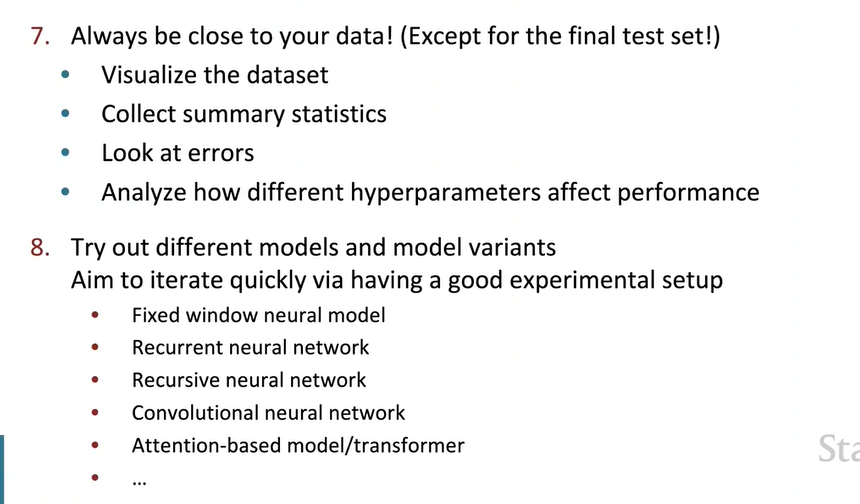 7. Always be close to your data! (Except for the final test set!)
• Visualize the dataset
• Collect summary statistics
• Look at errors
• Analyze how different hyperparameters affect performance
8. Try out different models and model variants
Aim to iterate quickly via having a good experimental setup
• Fixed window neural model
• Recurrent neural network
• Recursive neural network
• Convolutional neural network
• Attention-based model/transformer
• …
Sta